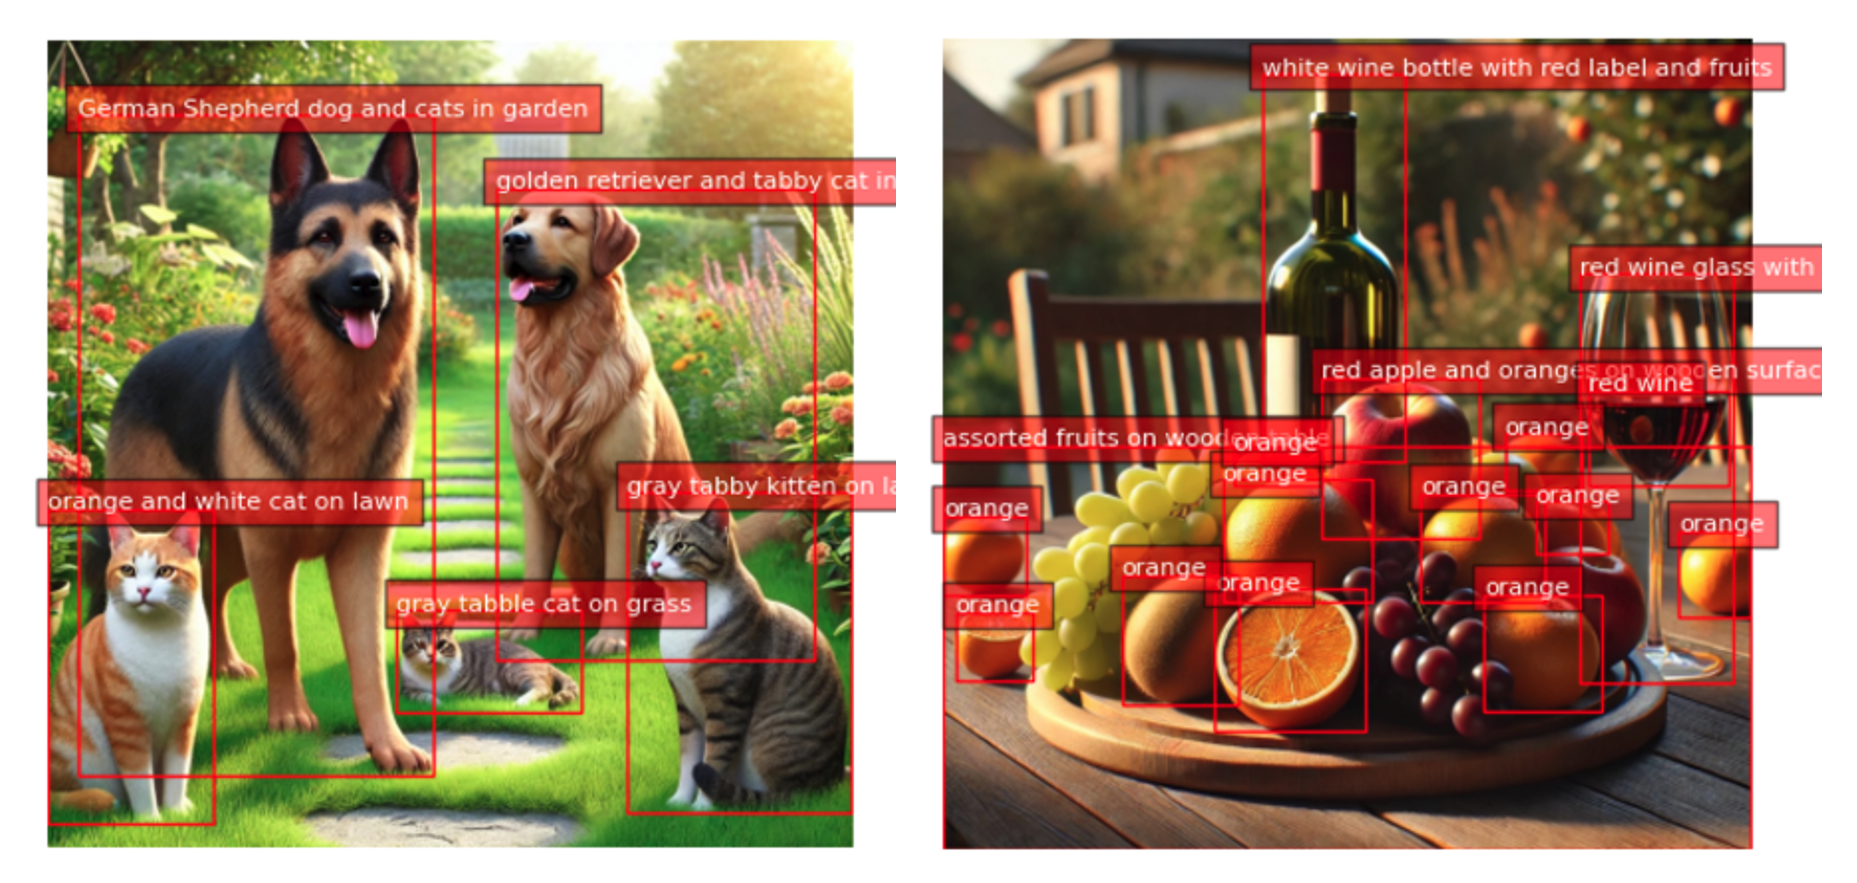 German Shepherd dog and cats in garden
golden retriever and tabby cat in
orange and white cat on lawn
gray tabby kitten on la
gray tabble cat on grass
white wine bottle with red label and fruits
red wine glass with
red apple and oranges on wooden surfac
red wine
assorted fruits on wooden table
orange
orange
orange
orange
orange
orange
orange
orange
orange
orange
orange